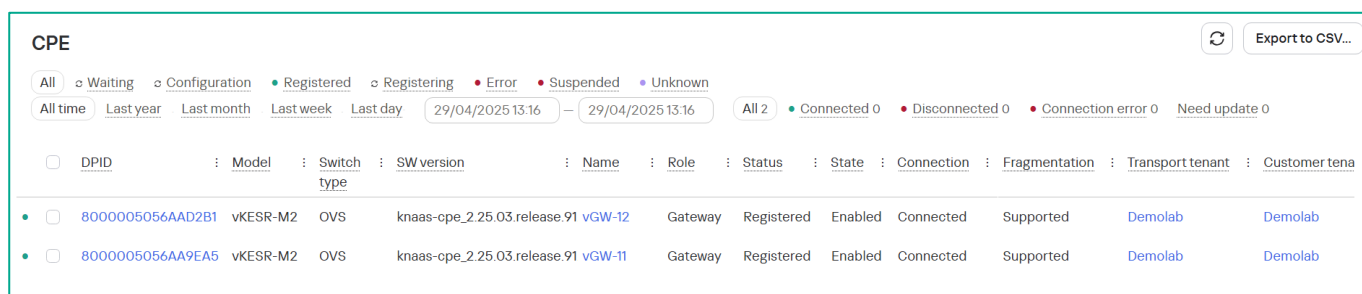 CPE
Export to CSV...
All Waiting Configuration Registered Registering Error Suspended Unknown
All time Last year Last month Last week Last day 29/04/2025 13:16 — 29/04/2025 13:16 All 2 Connected 0 Disconnected 0 Connection error 0 Need update 0
DPID Model Switch type SW version Name Role Status State Connection Fragmentation Transport tenant Customer tena
8000005056AAD2B1 vKESR-M2 OVS knaas-cpe_2.25.03.release.91 vGW-12 Gateway Registered Enabled Connected Supported Demolab Demolab
8000005056AA9EA5 vKESR-M2 OVS knaas-cpe_2.25.03.release.91 vGW-11 Gateway Registered Enabled Connected Supported Demolab Demolab